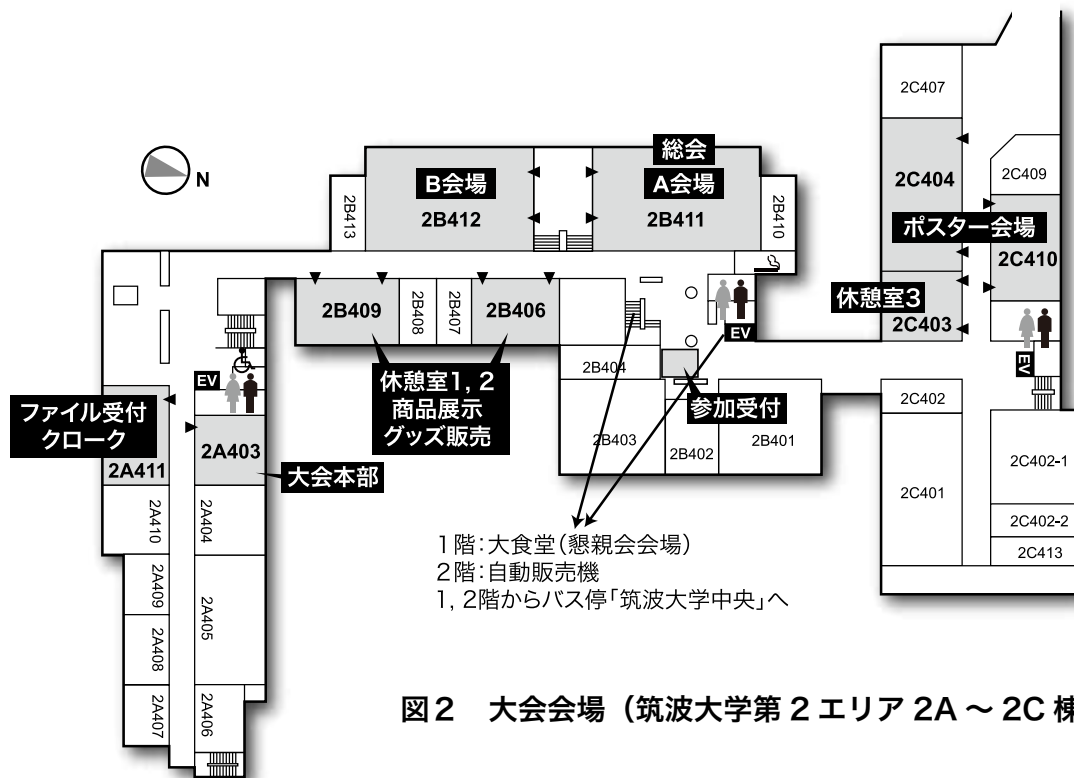 2C407
総会
N
B会場
A会場
2C404
2C409
2B413
2B412
2B411
2B410
ポスター会場
2C410
休憩室3
2C403
2B409
2B408
2B407
2B406
EV
EV
2B404
2C402
EV
休憩室1, 2
商品展示
グッズ販売
参加受付
ファイル受付
クローク
2A411
2A403
2B403
2B402
2B401
2C401
2C402-1
大会本部
2A410
2A404
2C402-2
2C413
1階:大食堂(懇親会会場)
2階:自動販売機
1, 2階からバス停「筑波大学中央」へ
2A409
2A405
2A408
2A407
2A406
図2 大会会場(筑波大学第 2 エリア 2A ~ 2C 棟